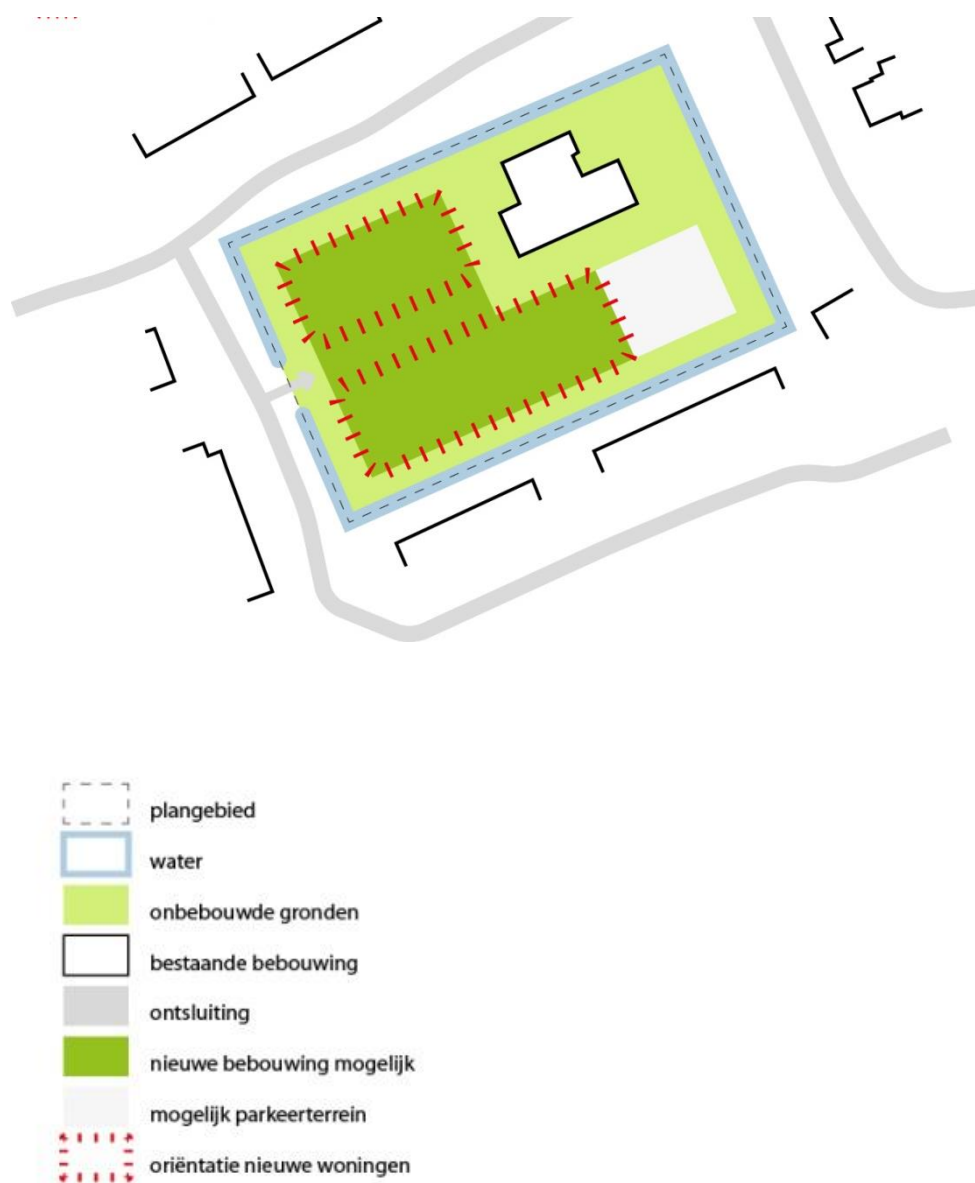 plangebied
water
onbebouwde gronden
bestaande bebouwing
ontsluiting
nieuwe bebouwing mogelijk
mogelijk parkeerterrein
oriëntatie nieuwe woningen